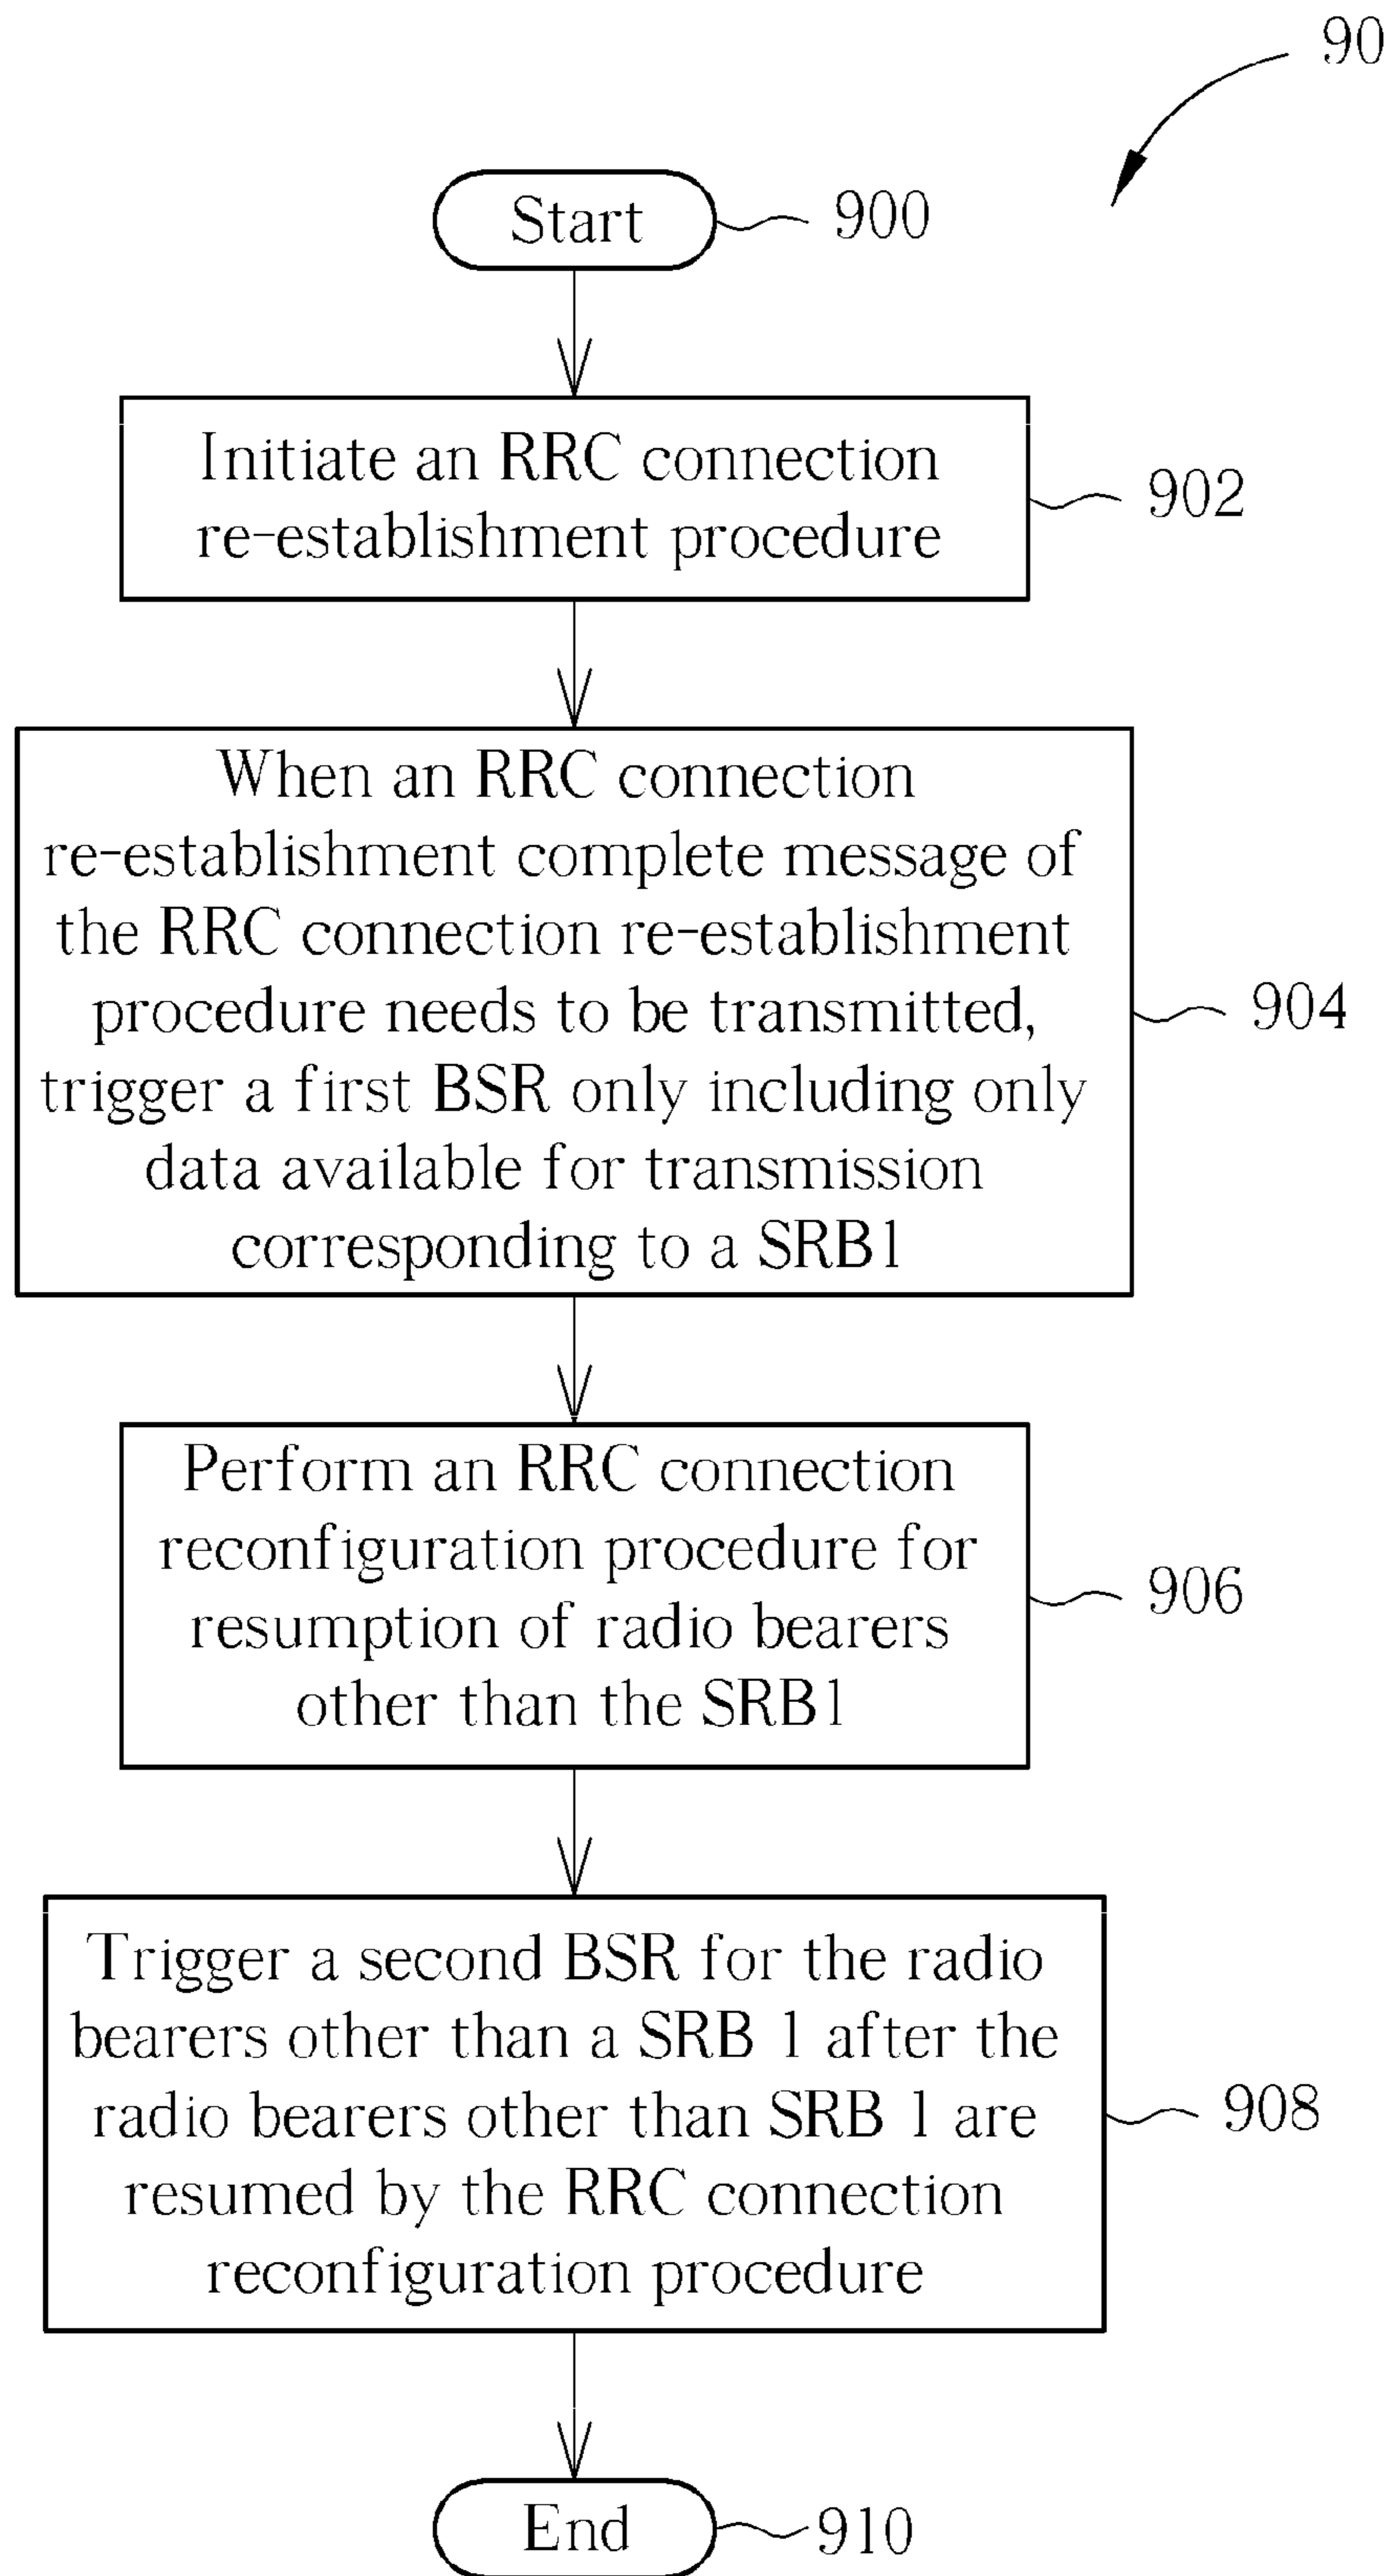 90
Start
900
Initiate an RRC connection
re-establishment procedure
902
When an RRC connection
re-establishment complete message of
the RRC connection re-establishment
procedure needs to be transmitted,
trigger a first BSR only including only
data available for transmission
corresponding to a SRB1
904
Perform an RRC connection
reconfiguration procedure for
resumption of radio bearers
other than the SRB1
906
Trigger a second BSR for the radio
bearers other than a SRB 1 after the
radio bearers other than SRB 1 are
resumed by the RRC connection
reconfiguration procedure
908
End
910